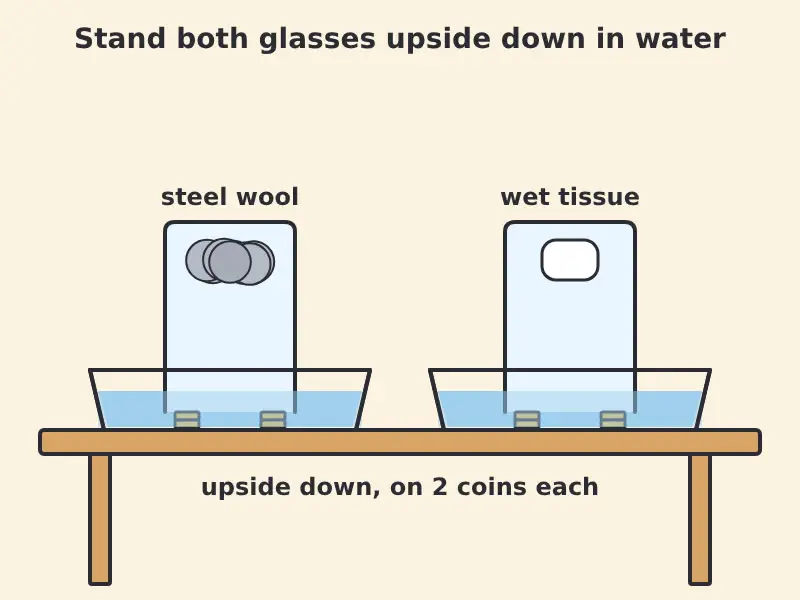 Stand both glasses upside down in water
steel wool
wet tissue
upside down, on 2 coins each